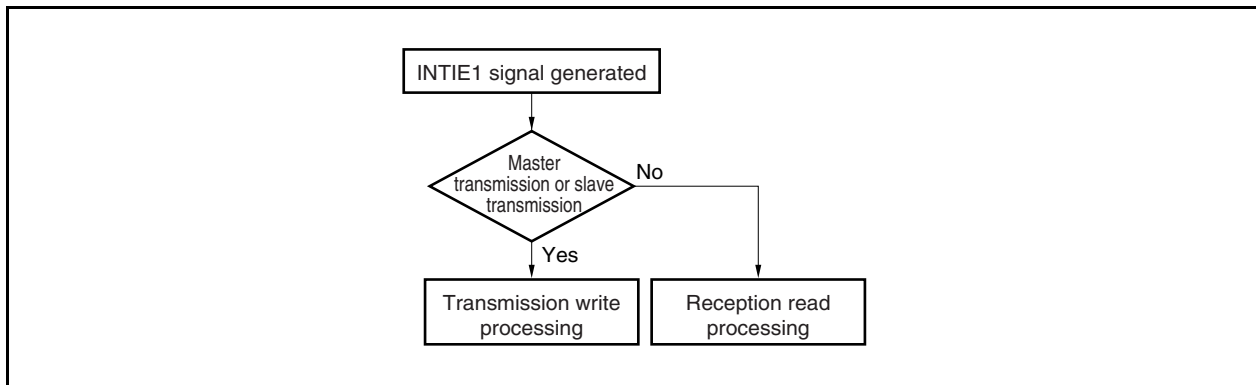 INTIE1 signal generated
Master
transmission or slave
transmission
No
Yes
Transmission write
processing
Reception read
processing